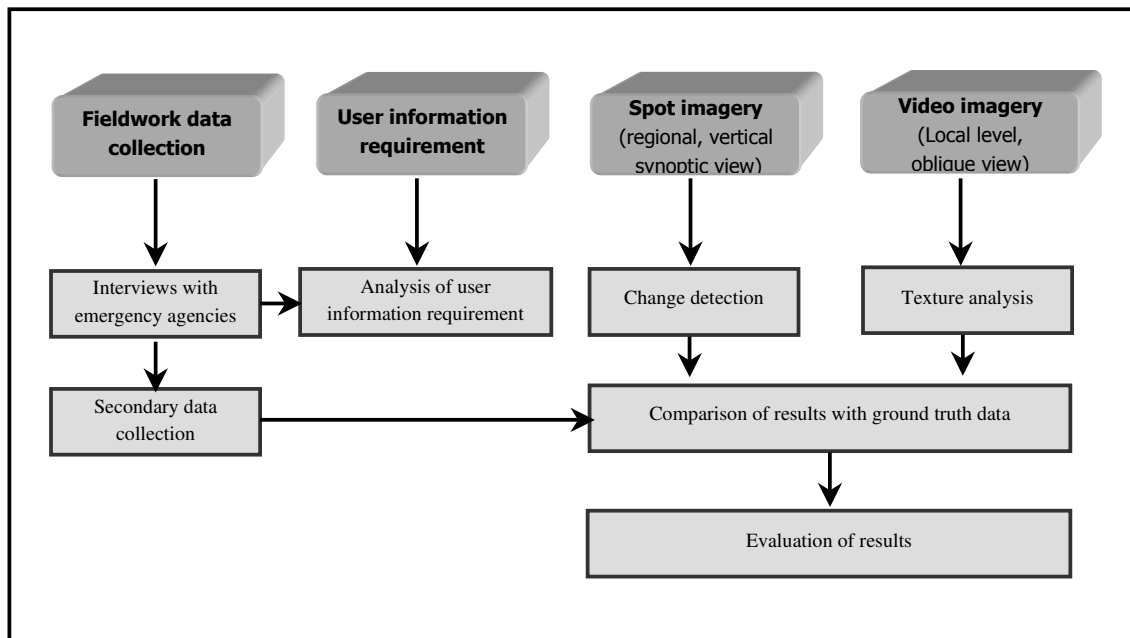 Fieldwork data
collection
User information
requirement
Spot imagery
(regional, vertical
synoptic view)
Video imagery
(Local level,
oblique view)
Interviews with
emergency agencies
Analysis of user
information requirement
Change detection
Texture analysis
Secondary data
collection
Comparison of results with ground truth data
Evaluation of results